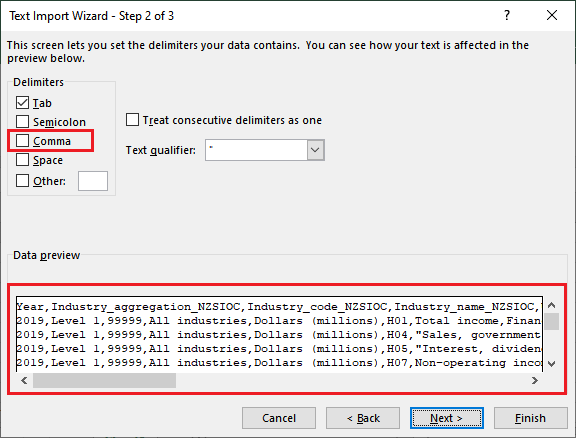 Text Import Wizard - Step 2 of 3
This screen lets you set the delimiters your data contains.  You can see how your text is affected in the
preview below.
Delimiters
Tab
Semicolon
Comma
Space
Other:
Treat consecutive delimiters as one
Text qualifier: "
Data preview
Year,Industry_aggregation_NZSIOC,Industry_code_NZSIOC,Industry_name_NZSIOC,
2019,Level 1,99999,All industries,Dollars (millions),H01,Total income,Finan
2019,Level 1,99999,All industries,Dollars (millions),H04,"Sales, government
2019,Level 1,99999,All industries,Dollars (millions),H05,"Interest, dividen
2019,Level 1,99999,All industries,Dollars (millions),H07,Non-operating inco
Cancel < Back Next > Finish